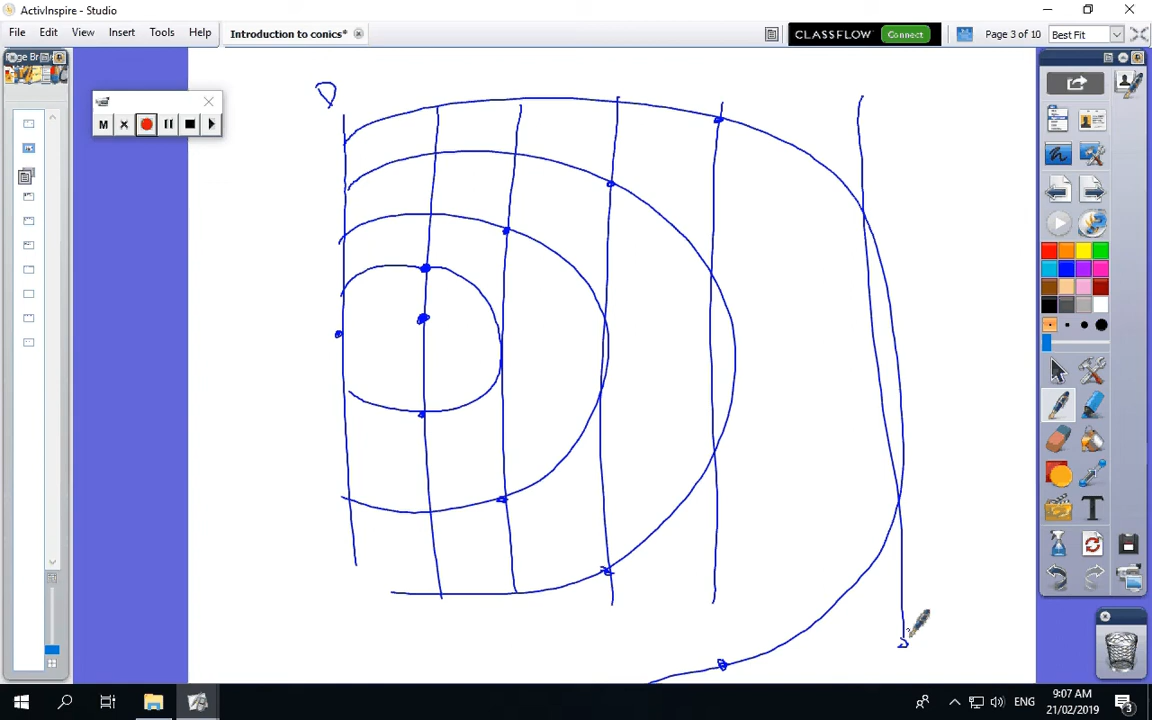 ActivInspire - Studio
File Edit View Insert Tools Help
Introduction to conics*
CLASSFLOW Connect
Page 3 of 10
Best Fit
M
D
T
ENG
9:07 AM
21/02/2019
3